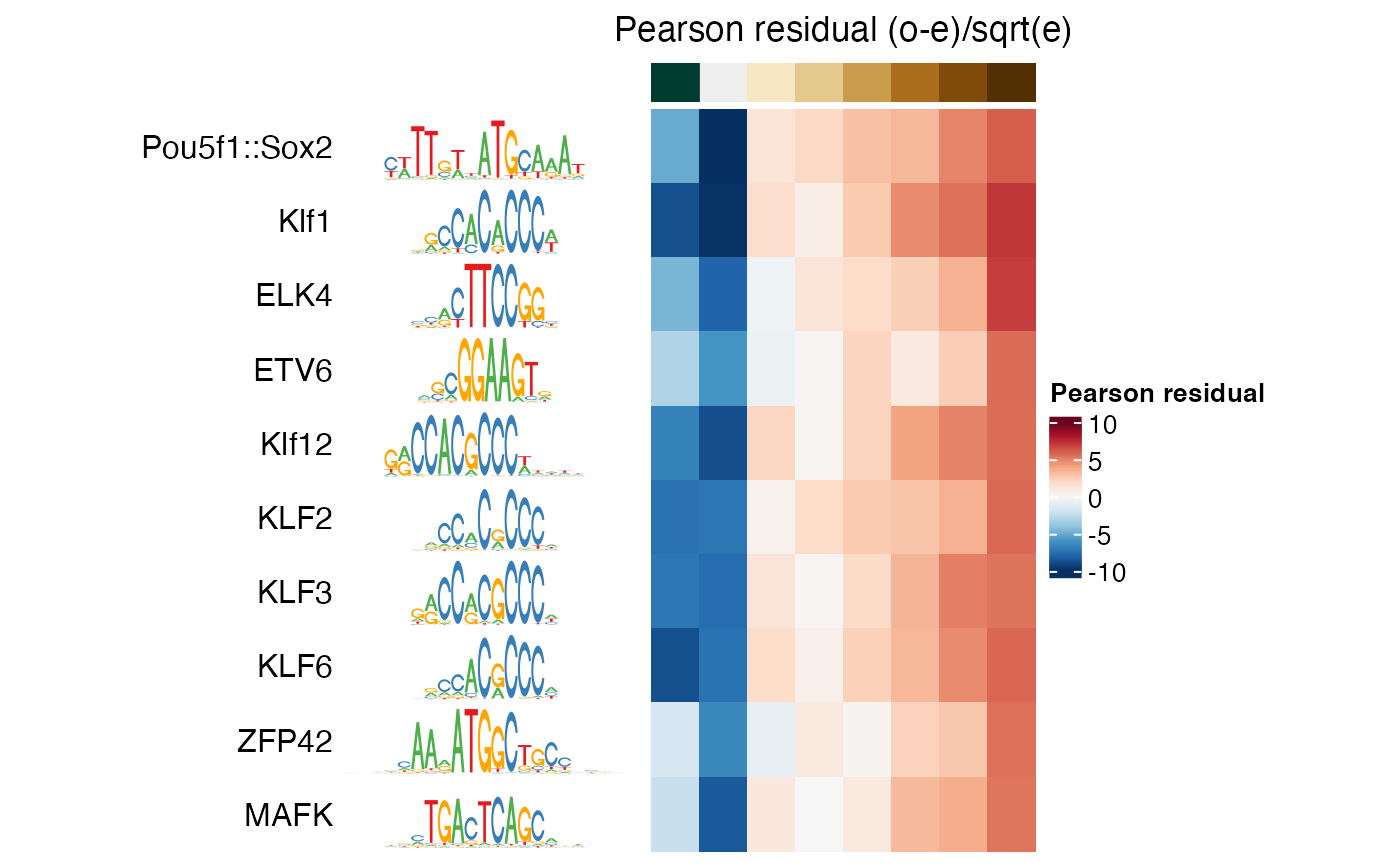 Pearson residual (o-e)/sqrt(e)
Pou5f1::Sox2
Klf1
ELK4
ETV6
Klf12
KLF2
KLF3
KLF6
ZFP42
MAFK
Pearson residual
10
5
0
-5
-10